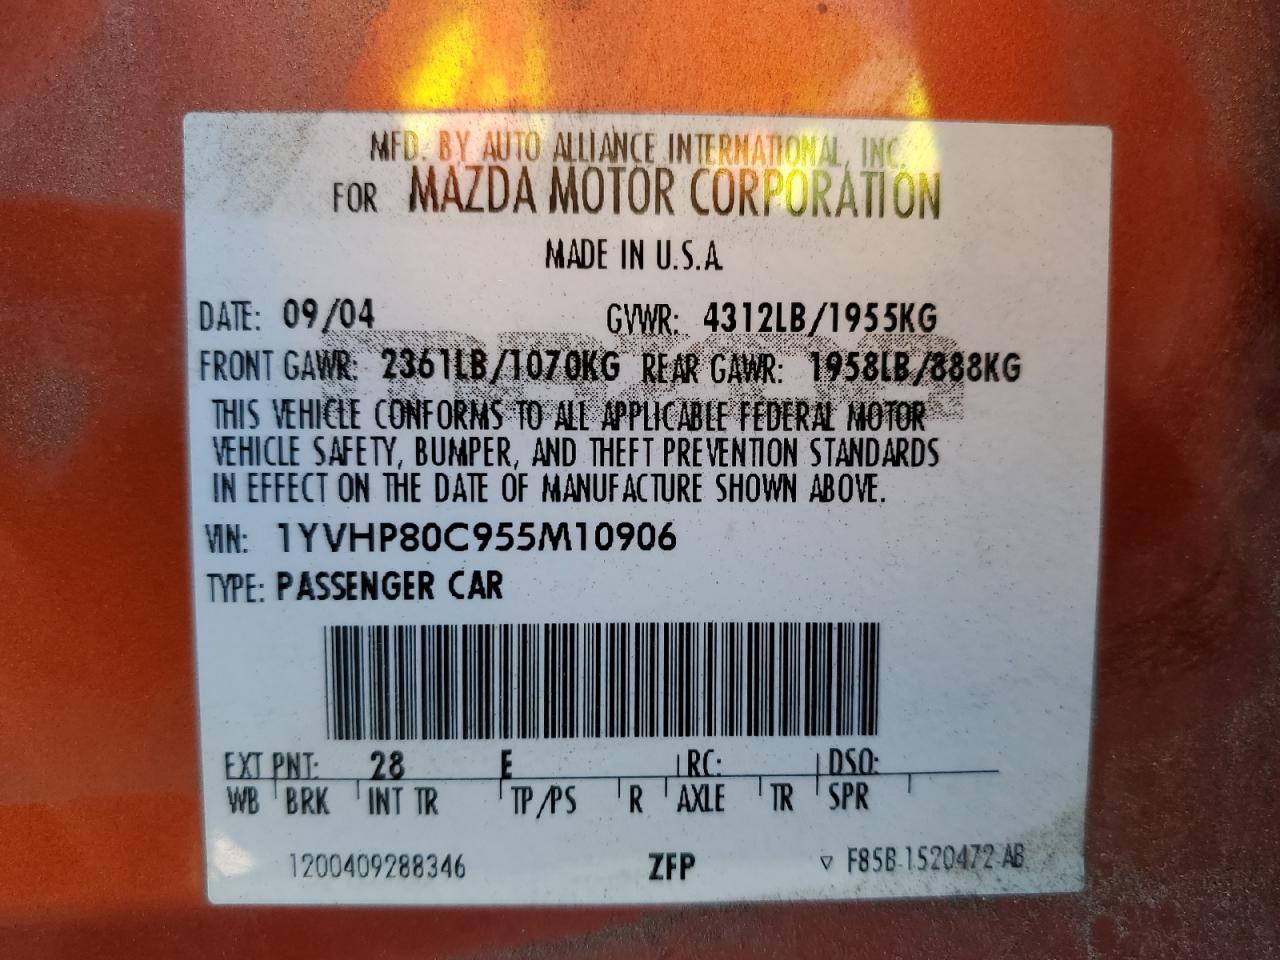 MFD. BY AUTO ALLIANCE INTERNATIONAL, INC.
FOR MAZDA MOTOR CORPORATION
MADE IN U.S.A.
DATE: 09/04 GVWR: 4312LB/1955KG
FRONT GAWR: 2361LB/1070KG REAR GAWR: 1958LB/888KG
THIS VEHICLE CONFORMS TO ALL APPLICABLE FEDERAL MOTOR
VEHICLE SAFETY, BUMPER, AND THEFT PREVENTION STANDARDS
IN EFFECT ON THE DATE OF MANUFACTURE SHOWN ABOVE.
VIN: 1YVHP80C955M10906
TYPE: PASSENGER CAR
EXT PNT: 28 E RC: DSO:
WB BRK INT TR TP/PS R AXLE TR SPR
1200409288346 ZFP ▿ F85B-1520472-AB